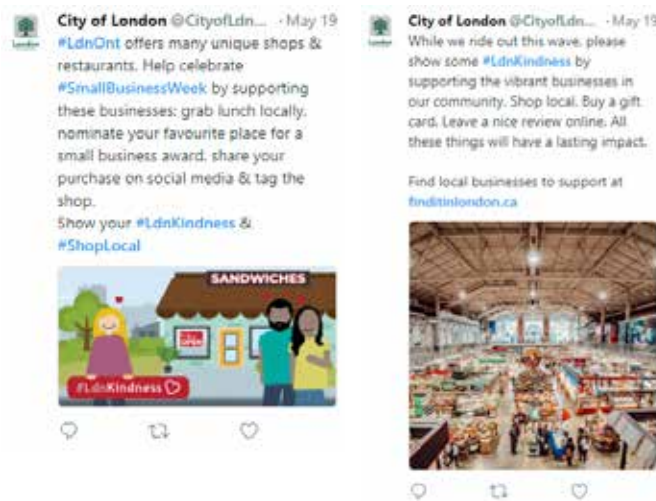 City of London @CityofLdn... · May 19
#LdnOnt offers many unique shops &
restaurants. Help celebrate
#SmallBusinessWeek by supporting
these businesses: grab lunch locally,
nominate your favourite place for a
small business award, share your
purchase on social media & tag the
shop.
Show your #LdnKindness &
#ShopLocal
SANDWICHES
OPEN
#LdnKindness
City of London @CityofLdn... · May 19
While we ride out this wave, please
show some #LdnKindness by
supporting the vibrant businesses in
our community. Shop local. Buy a gift
card. Leave a nice review online. All
these things will have a lasting impact.
Find local businesses to support at
finditinlondon.ca